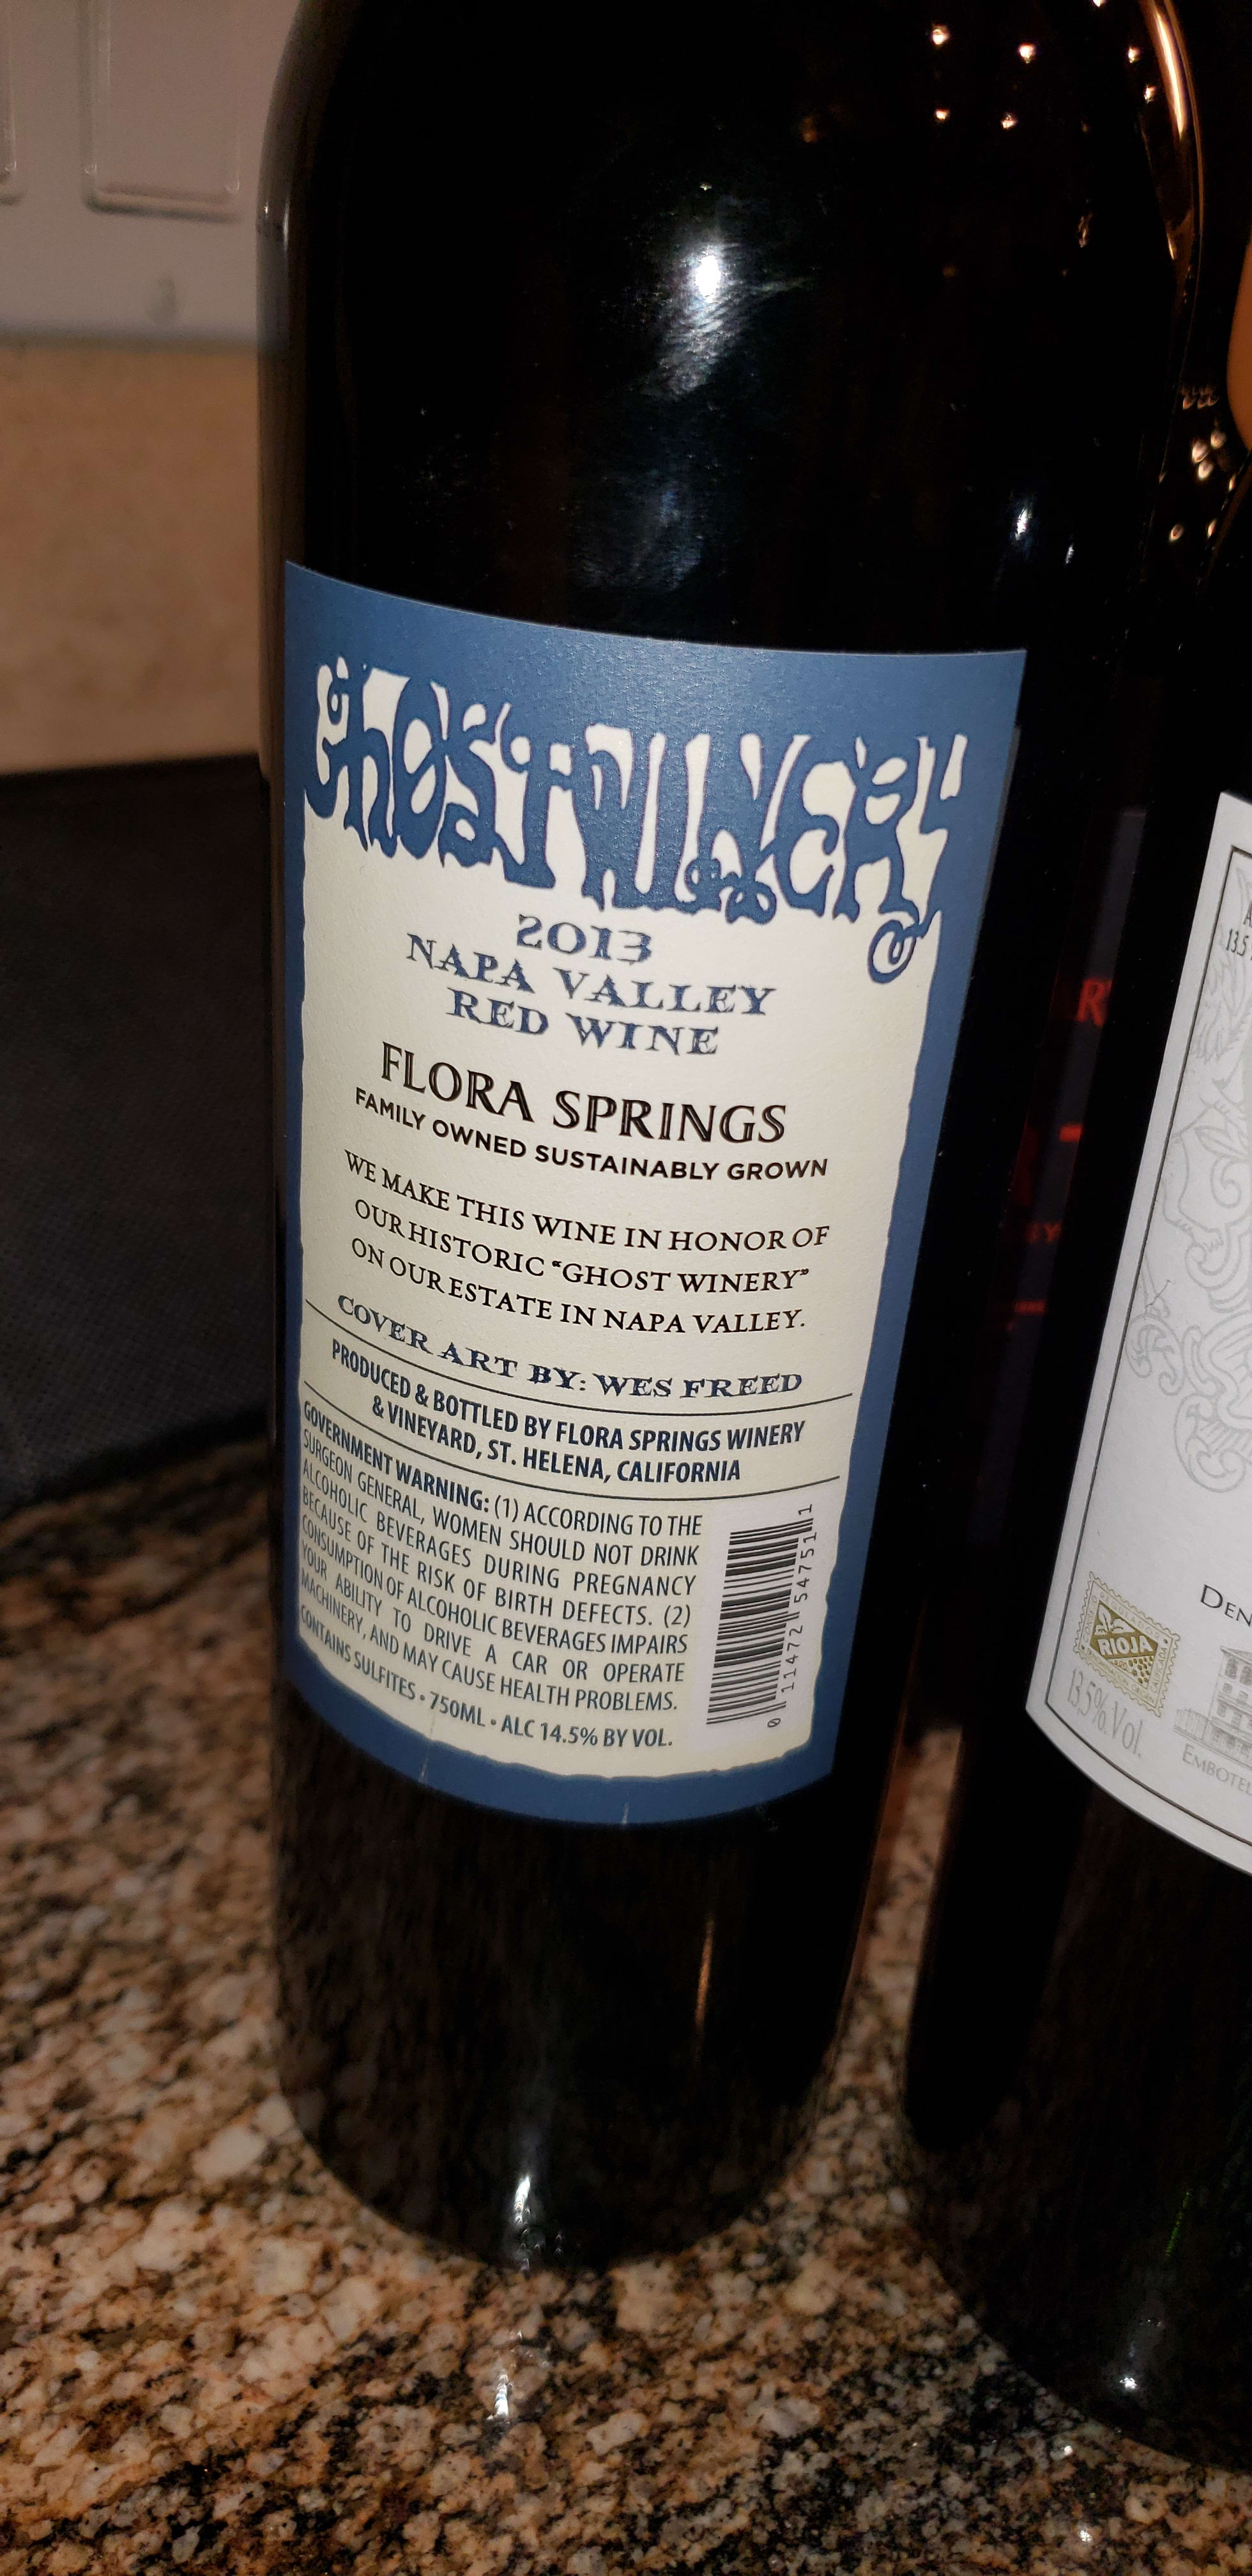 GHOST WINERY
2013
NAPA VALLEY
RED WINE
FLORA SPRINGS
FAMILY OWNED SUSTAINABLY GROWN
WE MAKE THIS WINE IN HONOR OF
OUR HISTORIC “GHOST WINERY”
ON OUR ESTATE IN NAPA VALLEY.
COVER ART BY: WES FREED
PRODUCED & BOTTLED BY FLORA SPRINGS WINERY
& VINEYARD, ST. HELENA, CALIFORNIA
GOVERNMENT WARNING: (1) ACCORDING TO THE
SURGEON GENERAL, WOMEN SHOULD NOT DRINK
ALCOHOLIC BEVERAGES DURING PREGNANCY
BECAUSE OF THE RISK OF BIRTH DEFECTS. (2)
CONSUMPTION OF ALCOHOLIC BEVERAGES IMPAIRS
YOUR ABILITY TO DRIVE A CAR OR OPERATE
MACHINERY, AND MAY CAUSE HEALTH PROBLEMS.
CONTAINS SULFITES • 750ML • ALC 14.5% BY VOL.
0 11472 54751 1
13.5
DEN
RIOJA
13.5% Vol.
EMBOTEL